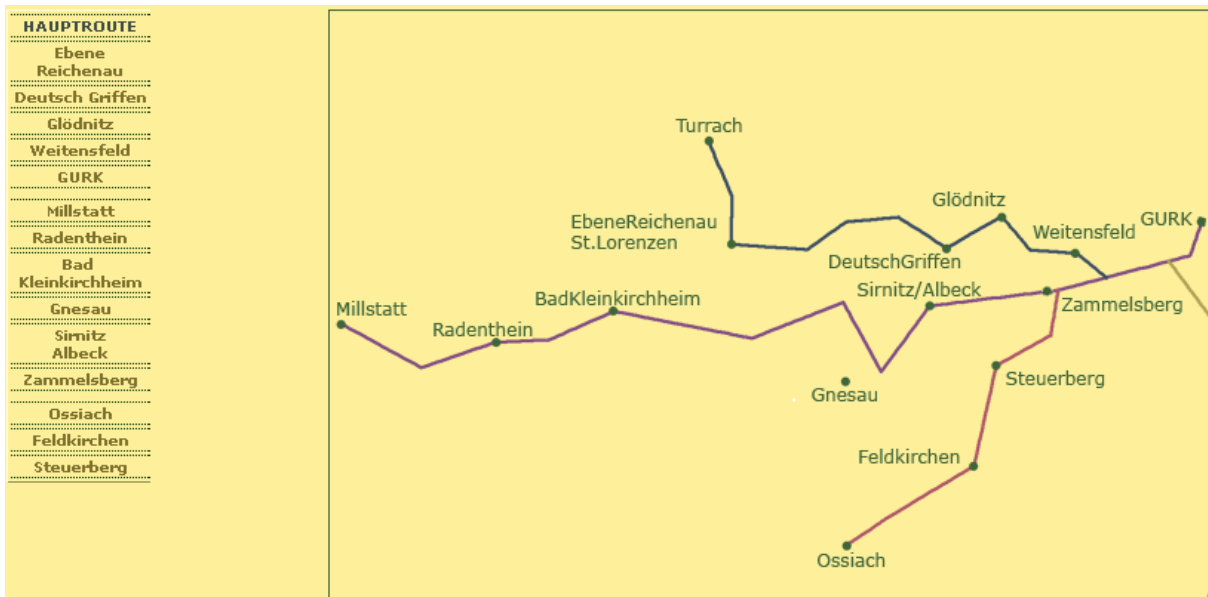 HAUPTROUTE
Ebene
Reichenau
Deutsch Griffen
Glödnitz
Weitensfeld
GURK
Millstatt
Radenthein
Bad
Kleinkirchheim
Gnesau
Sirnitz
Albeck
Zammelsberg
Ossiach
Feldkirchen
Steuerberg
Turrach
Glödnitz
GURK
EbeneReichenau
St.Lorenzen
Weitensfeld
DeutschGriffen
Sirnitz/Albeck
BadKleinkirchheim
Zammelsberg
Millstatt
Radenthein
Steuerberg
Gnesau
Feldkirchen
Ossiach